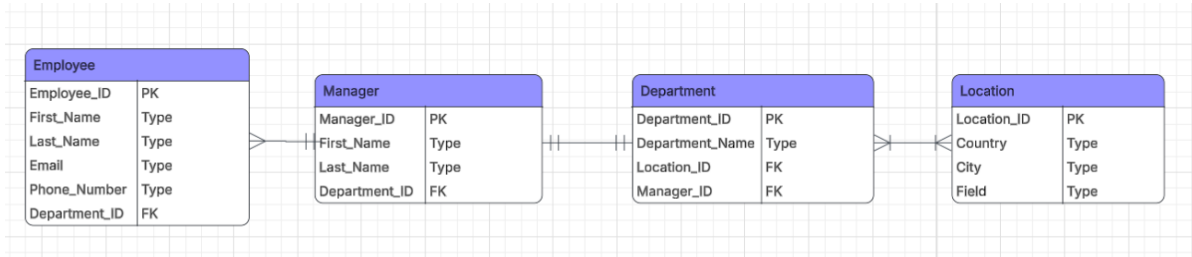 Employee
Employee_ID PK
First_Name Type
Last_Name Type
Email Type
Phone_Number Type
Department_ID FK
Manager
Manager_ID PK
First_Name Type
Last_Name Type
Department_ID FK
Department
Department_ID PK
Department_Name Type
Location_ID FK
Manager_ID FK
Location
Location_ID PK
Country Type
City Type
Field Type